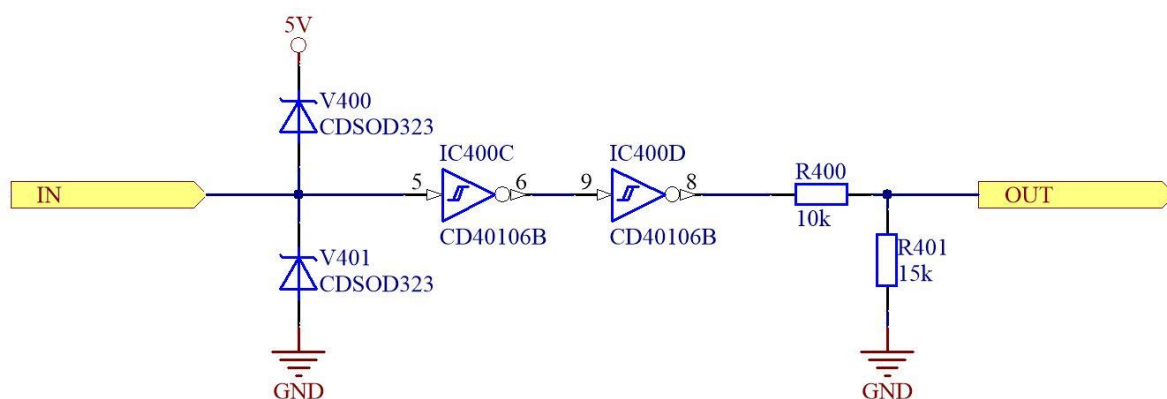 5V
V400
CDSOD323
IC400C
IC400D
5
6
9
8
R400
IN
OUT
10k
CD40106B
CD40106B
V401
CDSOD323
R401
15k
GND
GND